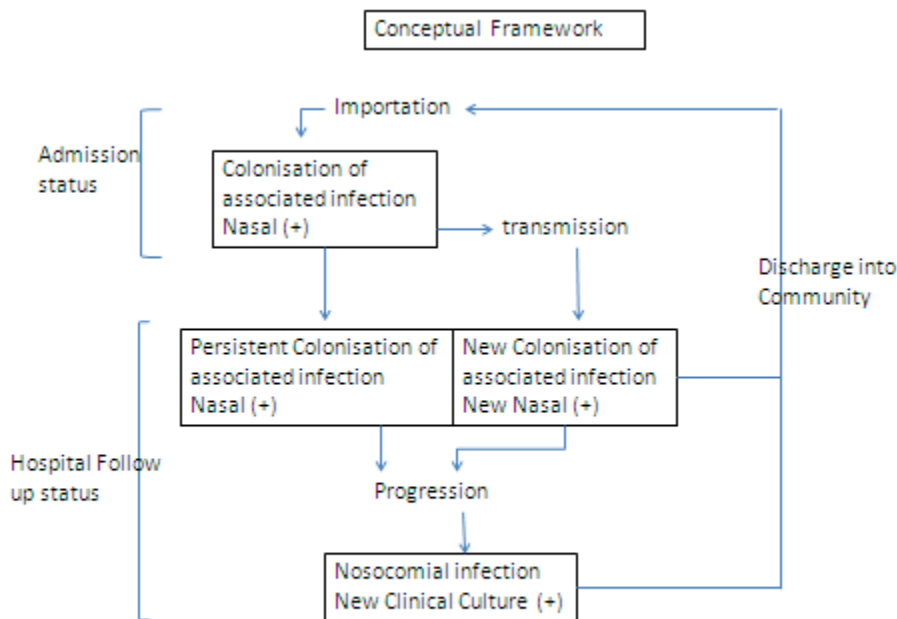 Conceptual Framework
Importation
Admission
status
Colonisation of
associated infection
Nasal (+)
transmission
Discharge into
Community
Persistent Colonisation of
associated infection
Nasal (+)
New Colonisation of
associated infection
New Nasal (+)
Hospital Follow
up status
Progression
Nosocomial infection
New Clinical Culture (+)